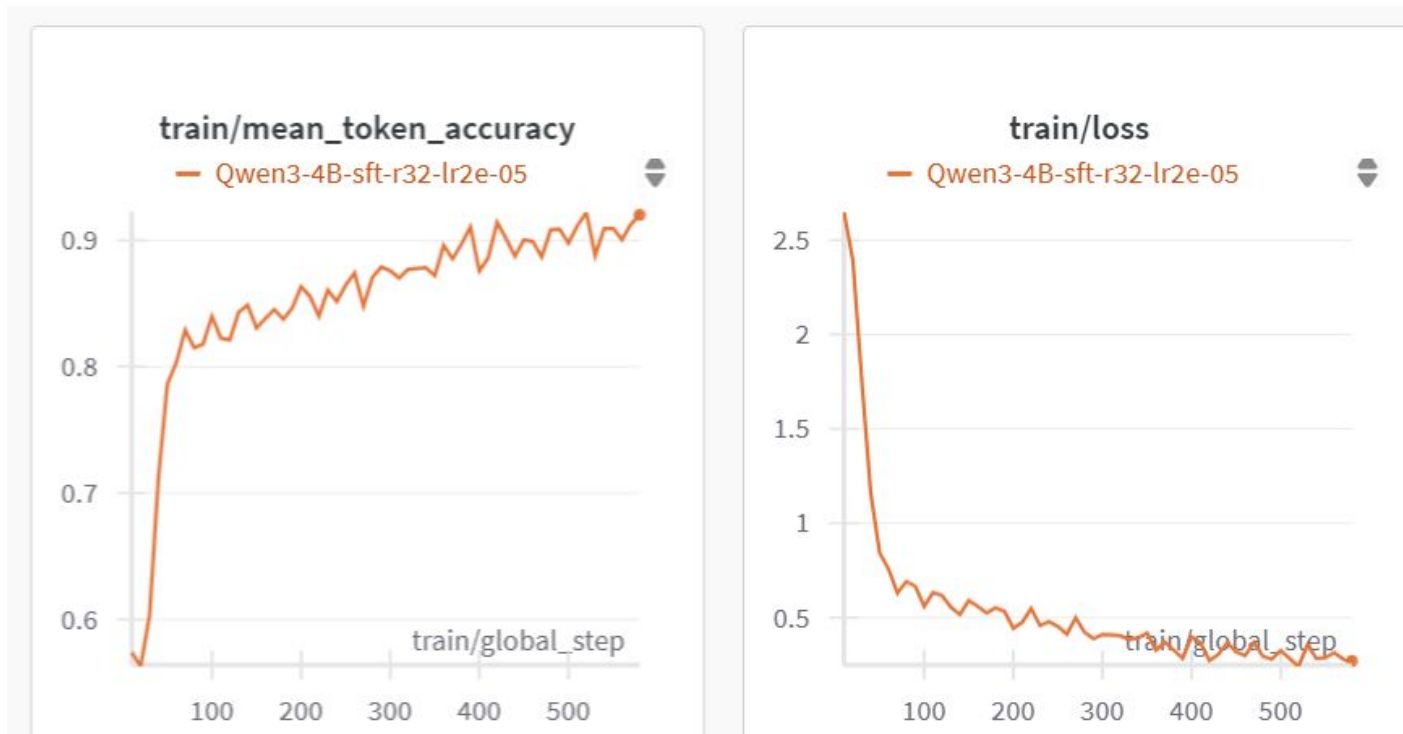 train/mean_token_accuracy
Qwen3-4B-sft-r32-lr2e-05
0.9
0.8
0.7
0.6
train/global_step
100 200 300 400 500
train/loss
Qwen3-4B-sft-r32-lr2e-05
2.5
2
1.5
1
0.5
train/global_step
100 200 300 400 500